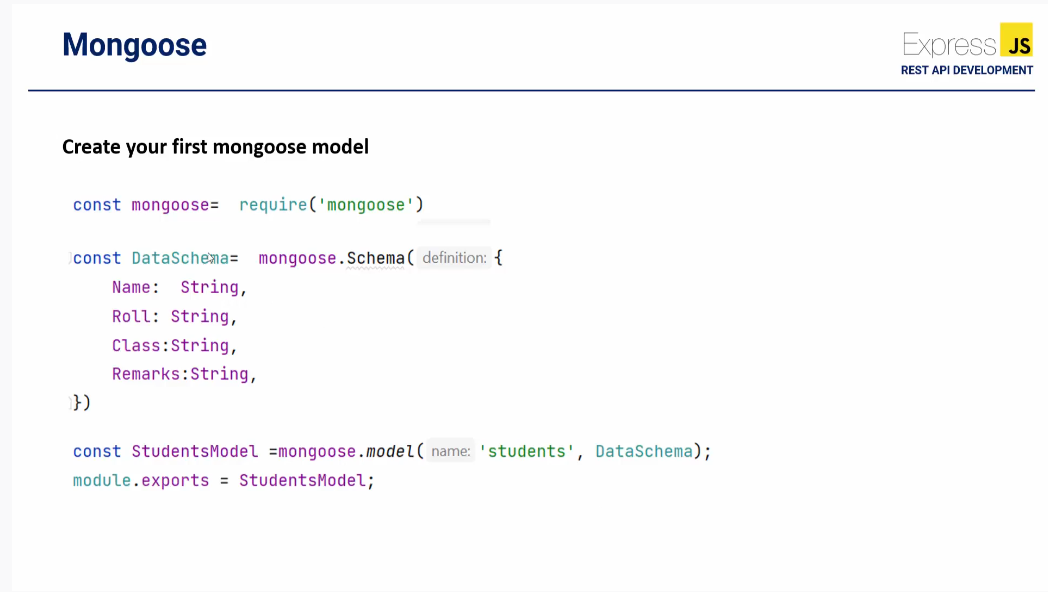 Mongoose
Express JS
REST API DEVELOPMENT
Create your first mongoose model
const mongoose=  require('mongoose')
const DataSchema=  mongoose.Schema( definition: {
    Name:  String,
    Roll: String,
    Class:String,
    Remarks:String,
})
const StudentsModel =mongoose.model( name: 'students', DataSchema);
module.exports = StudentsModel;